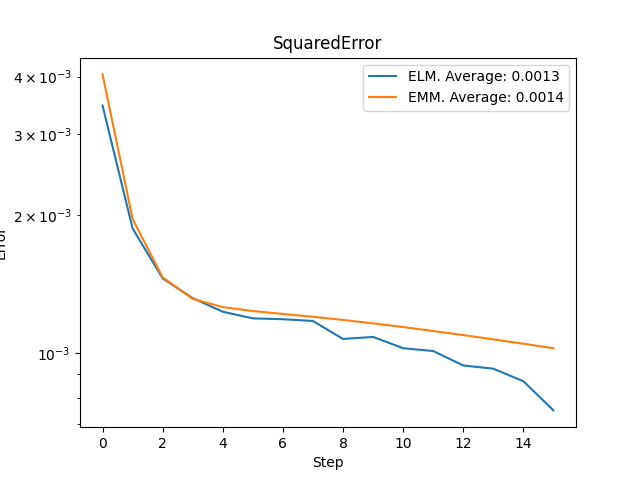 SquaredError
ELM. Average: 0.0013
EMM. Average: 0.0014
4 × 10⁻³
3 × 10⁻³
2 × 10⁻³
10⁻³
Error
0 2 4 6 8 10 12 14
Step